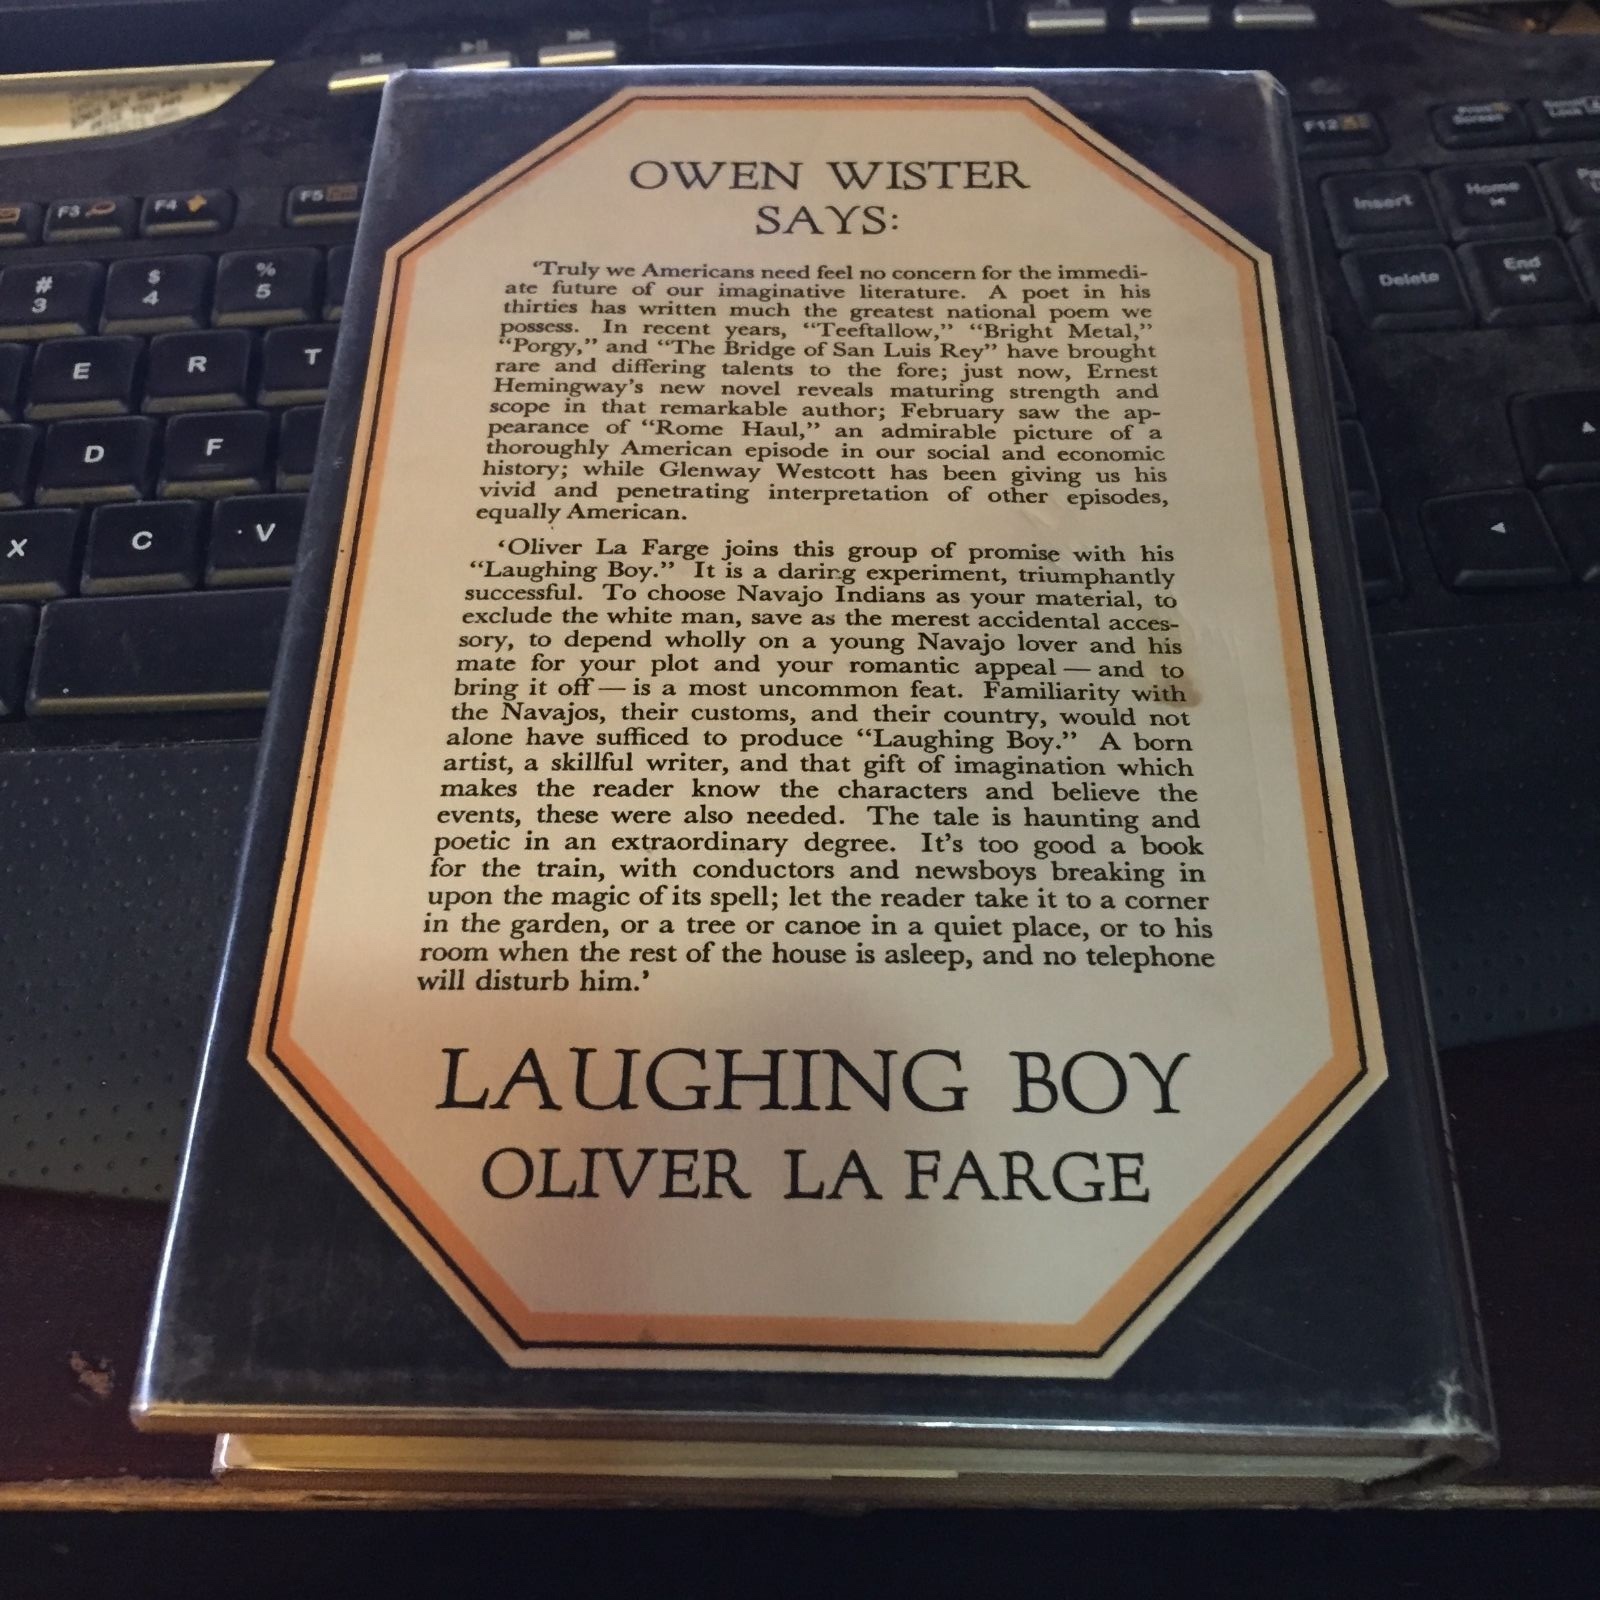 OWEN WISTER
SAYS:
‘Truly we Americans need feel no concern for the immedi-
ate future of our imaginative literature. A poet in his
thirties has written much the greatest national poem we
possess. In recent years, “Teeftallow,” “Bright Metal,”
“Porgy,” and “The Bridge of San Luis Rey” have brought
rare and differing talents to the fore; just now, Ernest
Hemingway’s new novel reveals maturing strength and
scope in that remarkable author; February saw the ap-
pearance of “Rome Haul,” an admirable picture of a
thoroughly American episode in our social and economic
history; while Glenway Westcott has been giving us his
vivid and penetrating interpretation of other episodes,
equally American.
‘Oliver La Farge joins this group of promise with his
“Laughing Boy.” It is a daring experiment, triumphantly
successful. To choose Navajo Indians as your material, to
exclude the white man, save as the merest accidental acces-
sory, to depend wholly on a young Navajo lover and his
mate for your plot and your romantic appeal — and to
bring it off — is a most uncommon feat. Familiarity with
the Navajos, their customs, and their country, would not
alone have sufficed to produce “Laughing Boy.” A born
artist, a skillful writer, and that gift of imagination which
makes the reader know the characters and believe the
events, these were also needed. The tale is haunting and
poetic in an extraordinary degree. It’s too good a book
for the train, with conductors and newsboys breaking in
upon the magic of its spell; let the reader take it to a corner
in the garden, or a tree or canoe in a quiet place, or to his
room when the rest of the house is asleep, and no telephone
will disturb him.’
LAUGHING BOY
OLIVER LA FARGE
F3 F4 F5
# 3 $ 4 % 5
E R T
D F
X C V
F12
Insert Home
Delete End